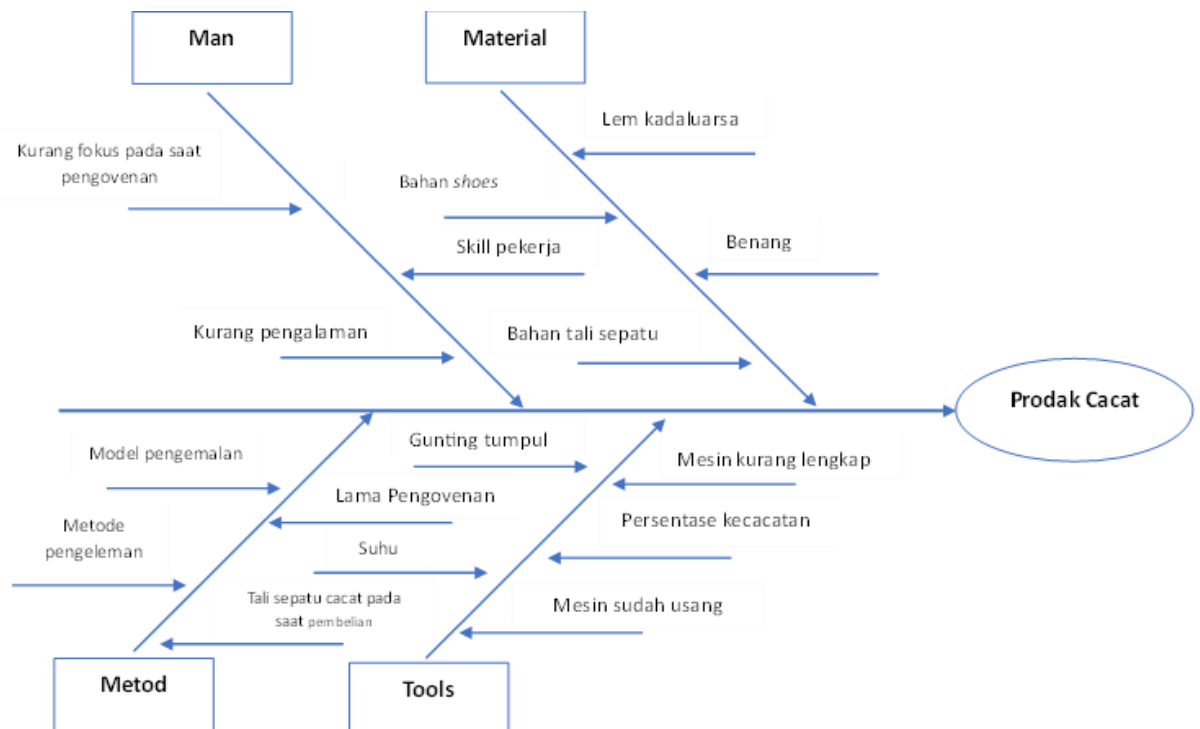 Man
Material
Lem kadaluarsa
Kurang fokus pada saat
pengovenan
Bahan shoes
Skill pekerja
Benang
Kurang pengalaman
Bahan tali sepatu
Prodak Cacat
Model pengemalan
Gunting tumpul
Mesin kurang lengkap
Lama Pengovenan
Metode
pengeleman
Persentase kecacatan
Suhu
Tali sepatu cacat pada
saat pembelian
Mesin sudah usang
Metod
Tools